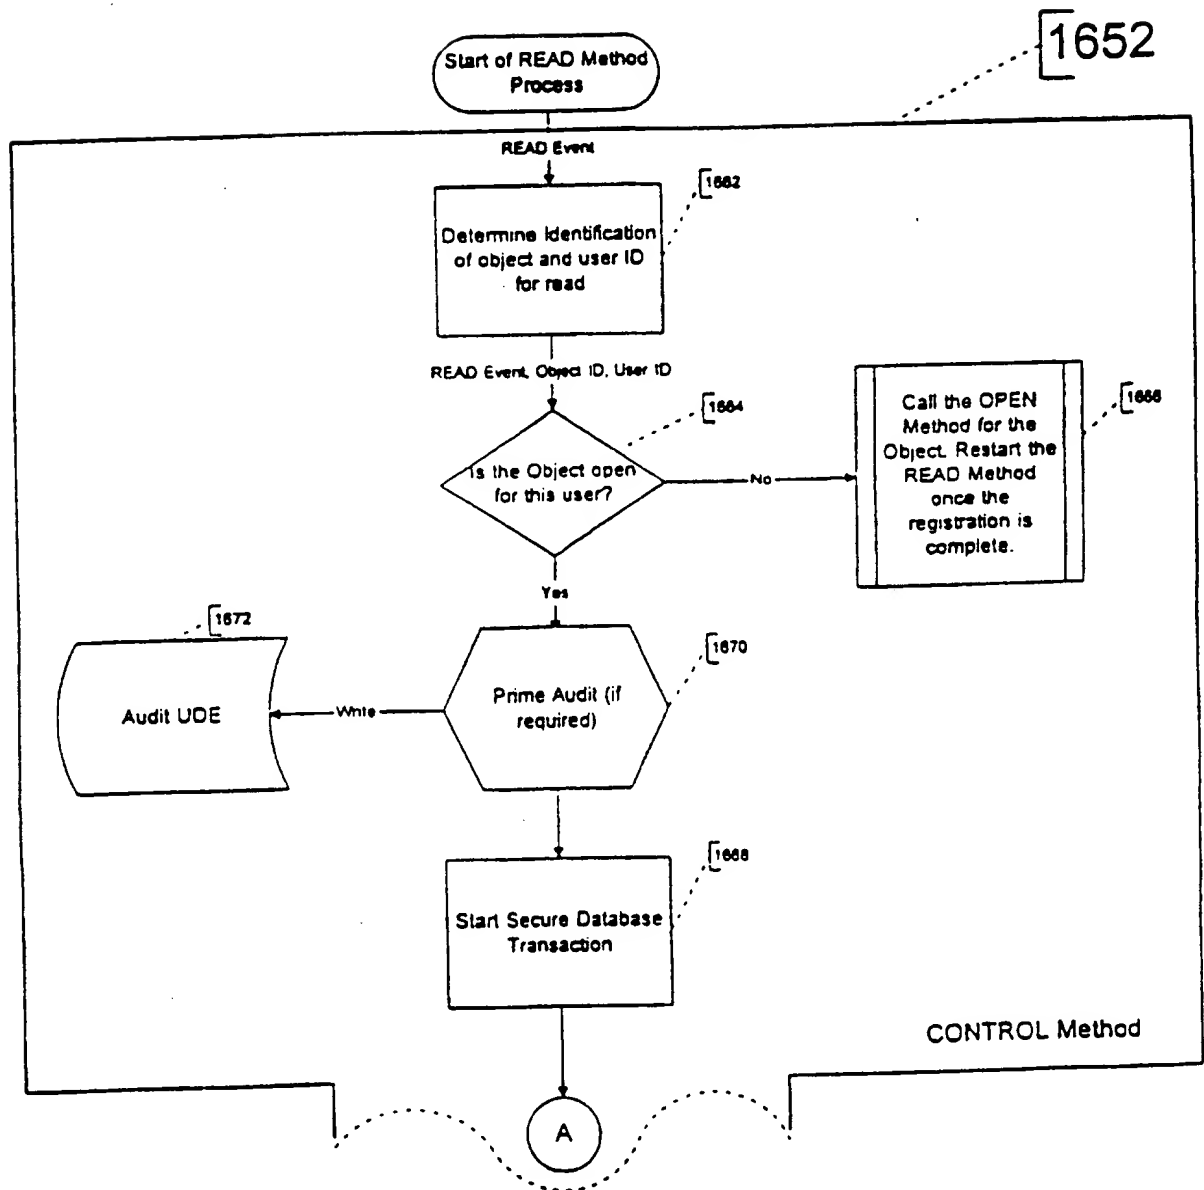 1652
Start of READ Method
Process
READ Event
1662
Determine Identification
of object and user ID
for read
READ Event, Object ID, User ID
1664
Is the Object open
for this user?
No
1666
Call the OPEN
Method for the
Object. Restart the
READ Method
once the
registration is
complete.
Yes
1672
Audit UDE
Write
1670
Prime Audit (if
required)
1668
Start Secure Database
Transaction
CONTROL Method
A